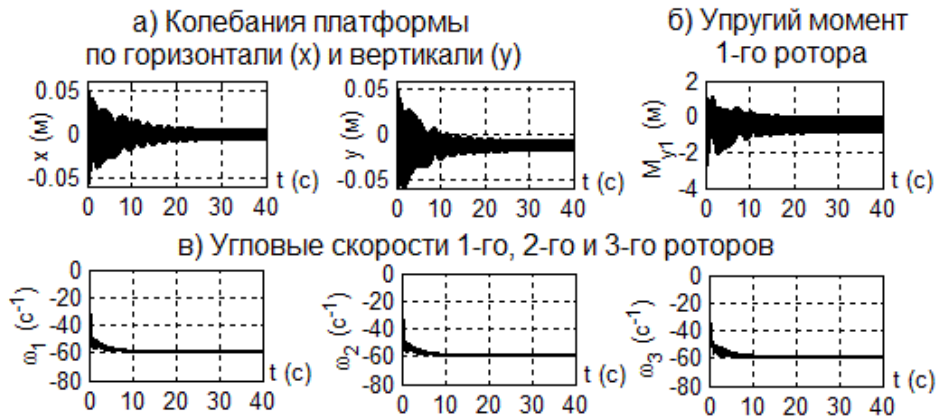 а) Колебания платформы
по горизонтали (x) и вертикали (y)
б) Упругий момент
1-го ротора
0.05
0
-0.05
x (м)
0 10 20 30 40
t (с)
0.05
0
-0.05
y (м)
0 10 20 30 40
t (с)
2
0
-2
-4
My1 (м)
0 10 20 30 40
t (с)
в) Угловые скорости 1-го, 2-го и 3-го роторов
0
-20
-40
-60
-80
ω1 (с-1)
0 10 20 30 40
t (с)
0
-20
-40
-60
-80
ω2 (с-1)
0 10 20 30 40
t (с)
0
-20
-40
-60
-80
ω3 (с-1)
0 10 20 30 40
t (с)